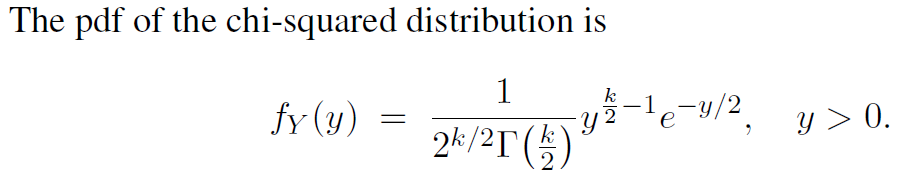 The pdf of the chi-squared distribution is
f_Y(y) = \frac{1}{2^{k/2}\Gamma\left(\frac{k}{2}\right)} y^{\frac{k}{2}-1} e^{-y/2}, y > 0.